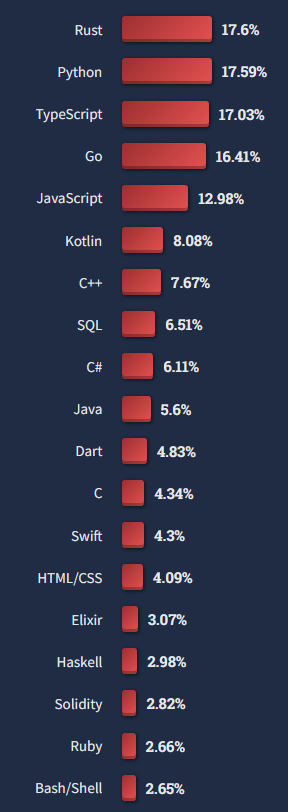 Rust 17.6%
Python 17.59%
TypeScript 17.03%
Go 16.41%
JavaScript 12.98%
Kotlin 8.08%
C++ 7.67%
SQL 6.51%
C# 6.11%
Java 5.6%
Dart 4.83%
C 4.34%
Swift 4.3%
HTML/CSS 4.09%
Elixir 3.07%
Haskell 2.98%
Solidity 2.82%
Ruby 2.66%
Bash/Shell 2.65%